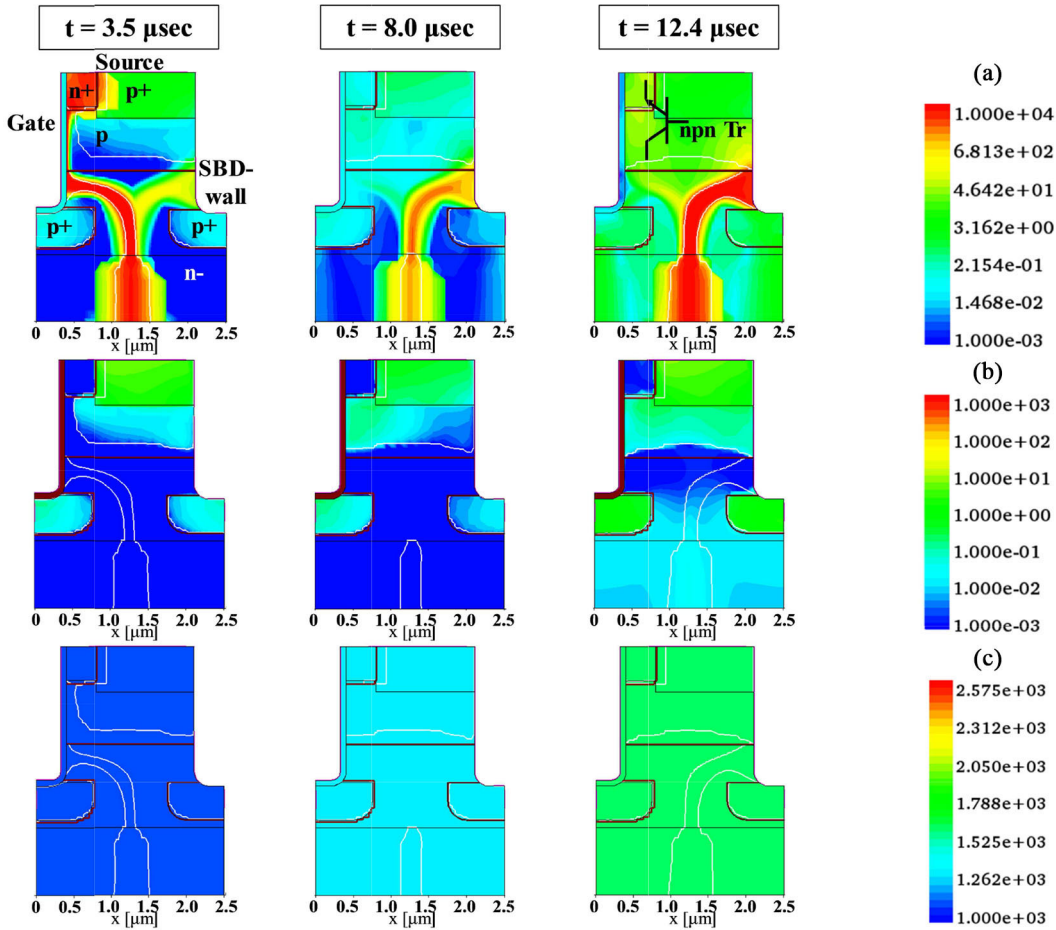 t = 3.5 μsec
t = 8.0 μsec
t = 12.4 μsec
Source
n+
p+
Gate
p
SBD-
wall
p+
p+
n-
npn Tr
0 0.5 1.0 1.5 2.0 2.5
x [μm]
0 0.5 1.0 1.5 2.0 2.5
x [μm]
0 0.5 1.0 1.5 2.0 2.5
x [μm]
(a)
1.000e+04
6.813e+02
4.642e+01
3.162e+00
2.154e-01
1.468e-02
1.000e-03
0 0.5 1.0 1.5 2.0 2.5
x [μm]
0 0.5 1.0 1.5 2.0 2.5
x [μm]
0 0.5 1.0 1.5 2.0 2.5
x [μm]
(b)
1.000e+03
1.000e+02
1.000e+01
1.000e+00
1.000e-01
1.000e-02
1.000e-03
0 0.5 1.0 1.5 2.0 2.5
x [μm]
0 0.5 1.0 1.5 2.0 2.5
x [μm]
0 0.5 1.0 1.5 2.0 2.5
x [μm]
(c)
2.575e+03
2.312e+03
2.050e+03
1.788e+03
1.525e+03
1.262e+03
1.000e+03